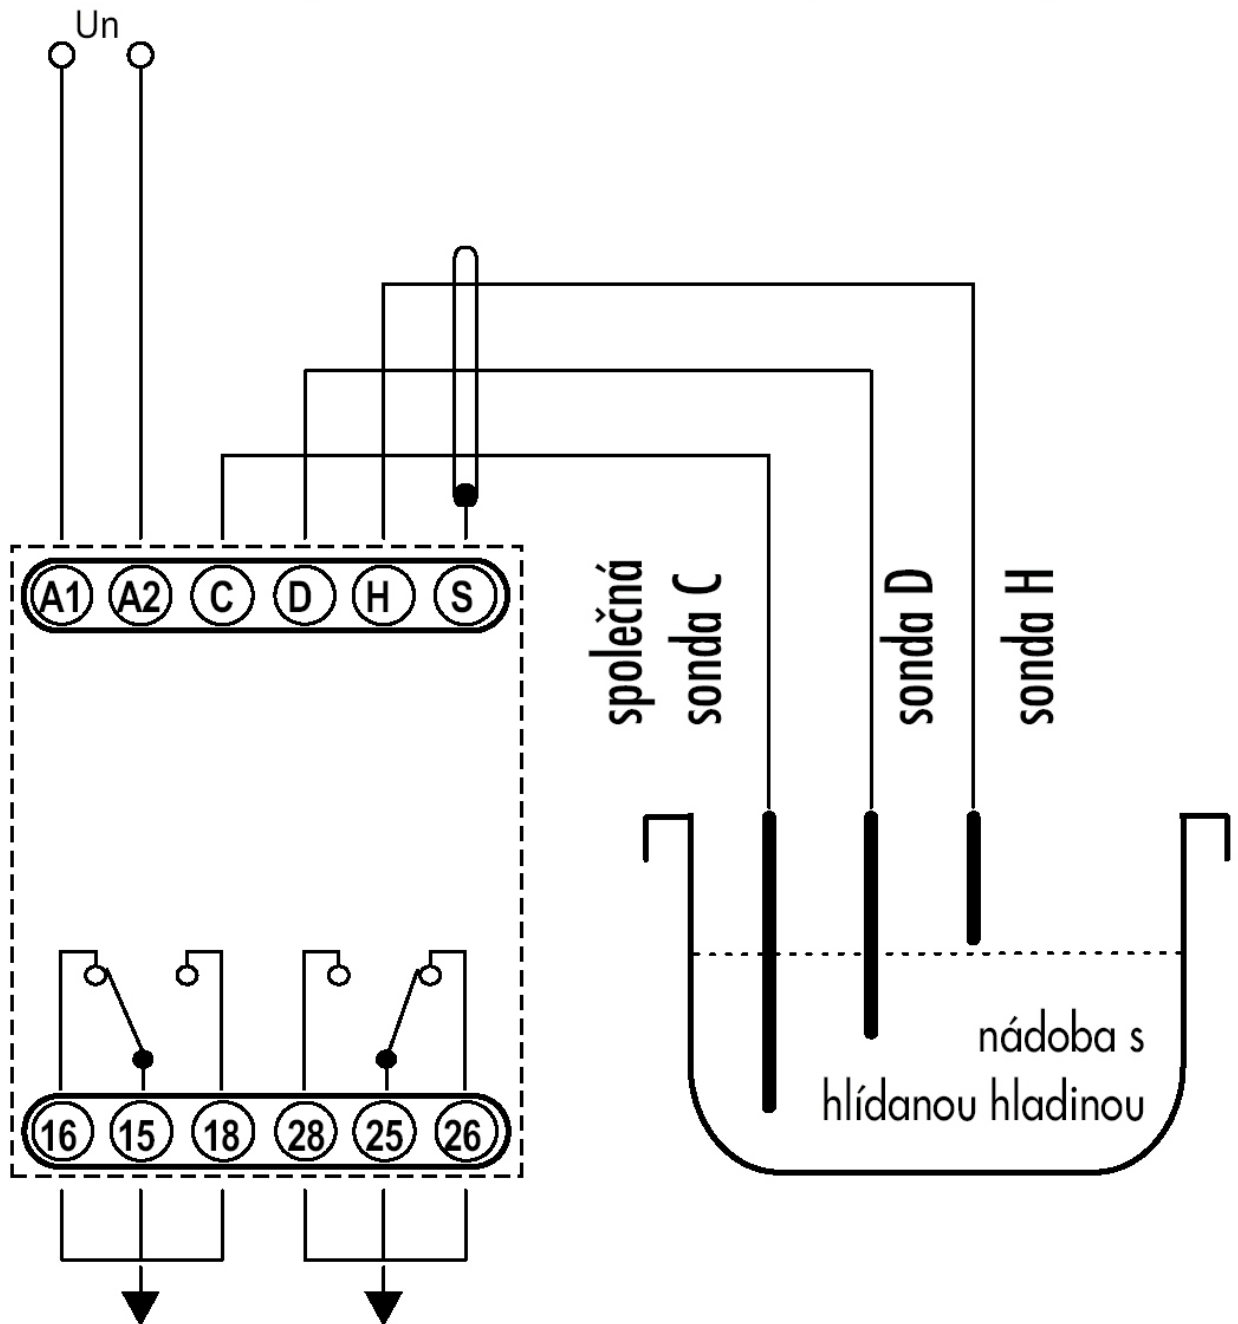 Un
A1 A2 C D H S
společná
sonda C
sonda D
sonda H
nádoba s
hlídanou hladinou
16 15 18 28 25 26